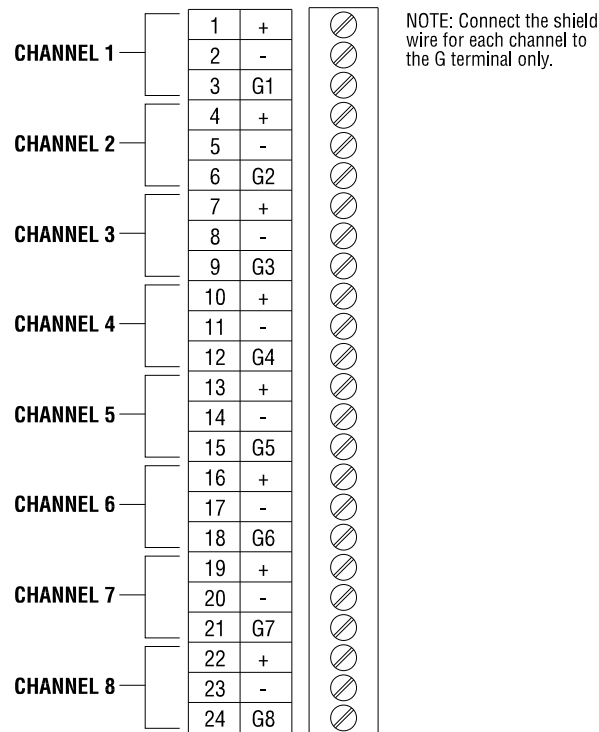 1 +
CHANNEL 1 2 -
3 G1
4 +
CHANNEL 2 5 -
6 G2
7 +
CHANNEL 3 8 -
9 G3
10 +
CHANNEL 4 11 -
12 G4
13 +
CHANNEL 5 14 -
15 G5
16 +
CHANNEL 6 17 -
18 G6
19 +
CHANNEL 7 20 -
21 G7
22 +
CHANNEL 8 23 -
24 G8
NOTE: Connect the shield
wire for each channel to
the G terminal only.